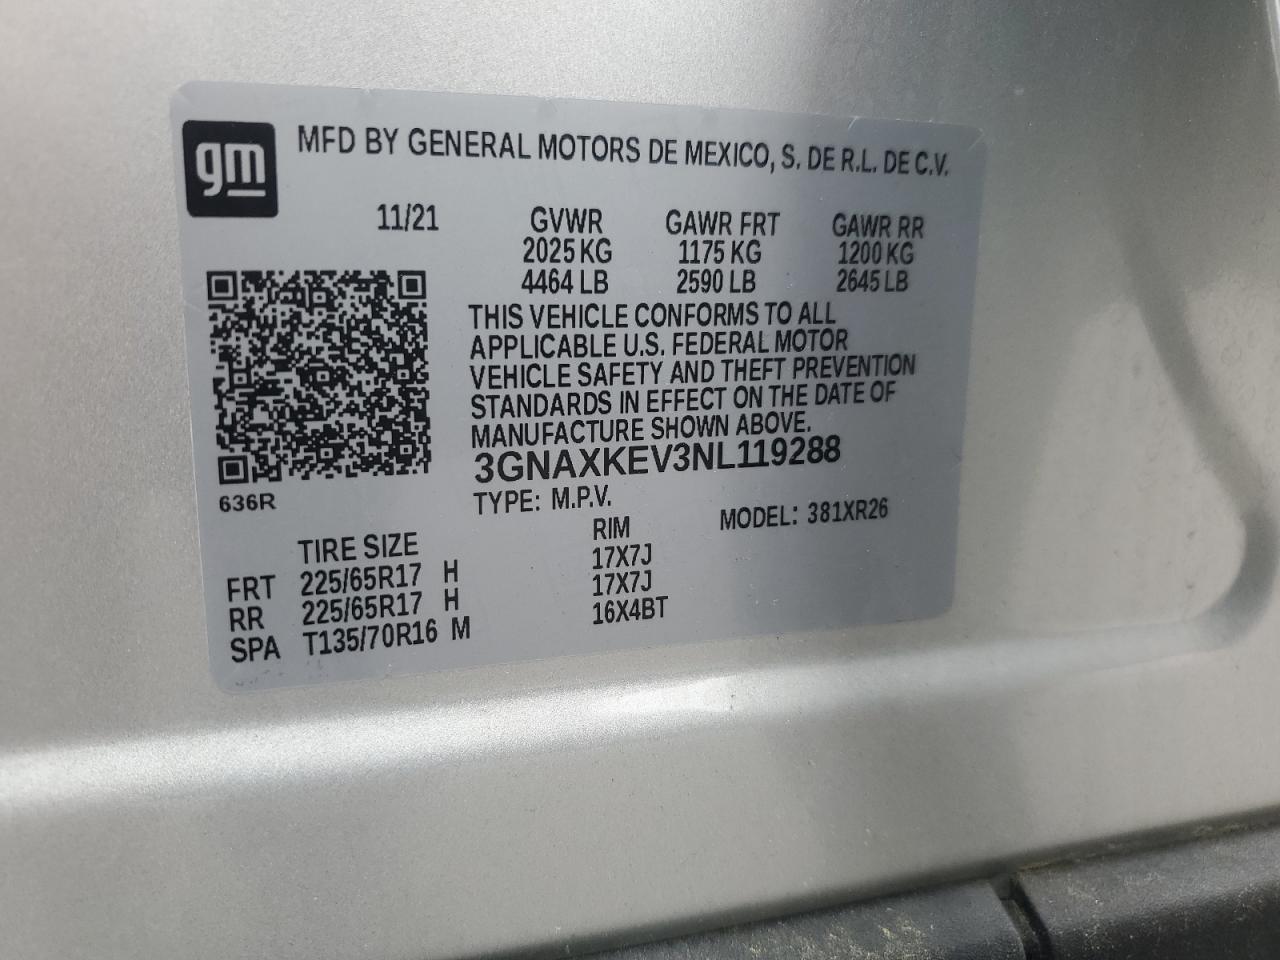 gm
MFD BY GENERAL MOTORS DE MEXICO, S. DE R.L. DE C.V.
11/21 GVWR GAWR FRT GAWR RR
2025 KG 1175 KG 1200 KG
4464 LB 2590 LB 2645 LB
THIS VEHICLE CONFORMS TO ALL
APPLICABLE U.S. FEDERAL MOTOR
VEHICLE SAFETY AND THEFT PREVENTION
STANDARDS IN EFFECT ON THE DATE OF
MANUFACTURE SHOWN ABOVE.
3GNAXKEV3NL119288
636R
TYPE: M.P.V. MODEL: 381XR26
TIRE SIZE RIM
FRT 225/65R17 H 17X7J
RR 225/65R17 H 17X7J
SPA T135/70R16 M 16X4BT